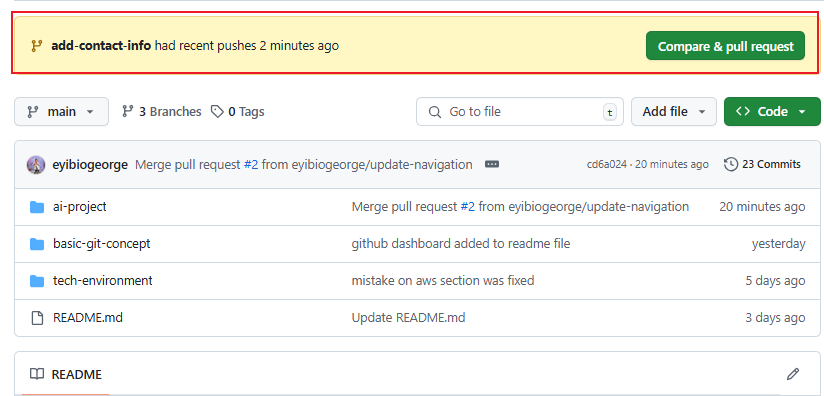 add-contact-info had recent pushes 2 minutes ago
Compare & pull request
main
3 Branches
0 Tags
Go to file
t
Add file
Code
eyibiogeorge Merge pull request #2 from eyibiogeorge/update-navigation
cd6a024 · 20 minutes ago
23 Commits
ai-project Merge pull request #2 from eyibiogeorge/update-navigation 20 minutes ago
basic-git-concept github dashboard added to readme file yesterday
tech-environment mistake on aws section was fixed 5 days ago
README.md Update README.md 3 days ago
README